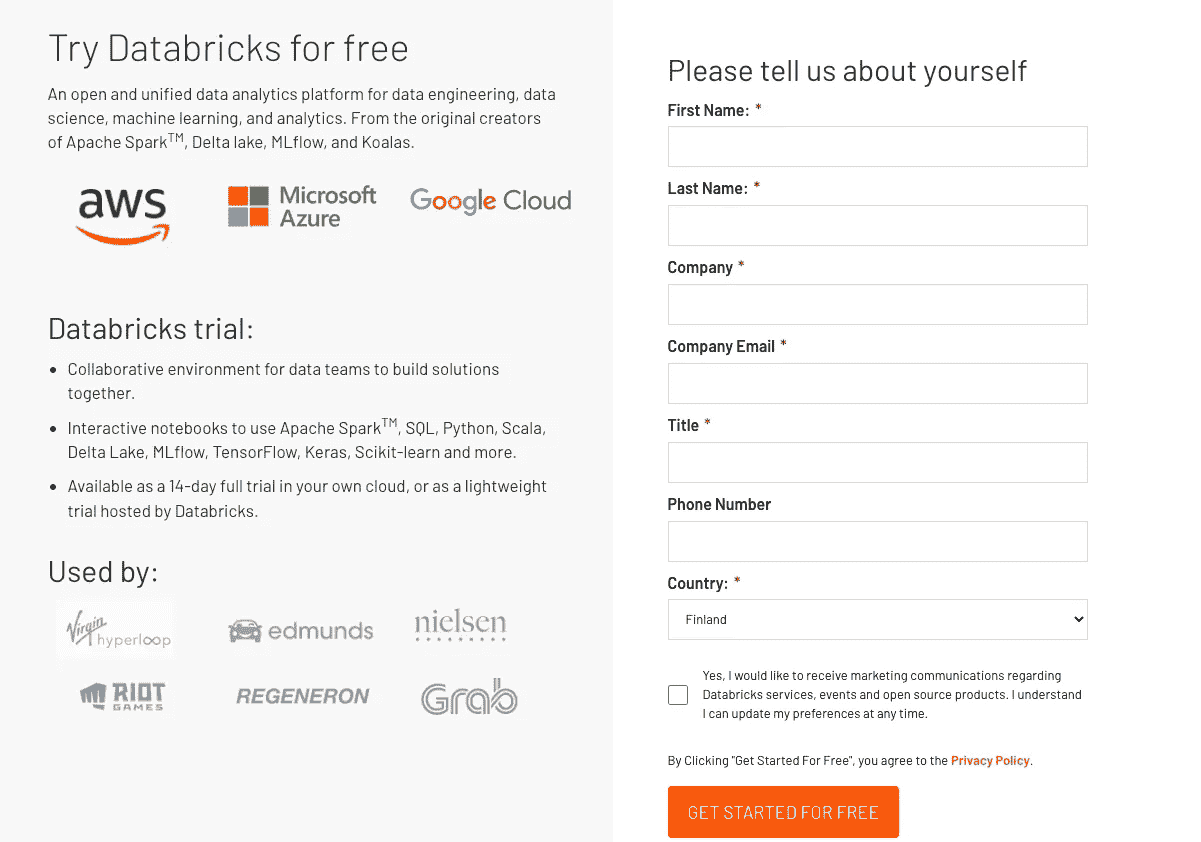 Try Databricks for free
An open and unified data analytics platform for data engineering, data
science, machine learning, and analytics. From the original creators
of Apache Spark™, Delta lake, MLflow, and Koalas.
aws
Microsoft
Azure
Google Cloud
Databricks trial:
• Collaborative environment for data teams to build solutions
together.
• Interactive notebooks to use Apache Spark™, SQL, Python, Scala,
Delta Lake, MLflow, TensorFlow, Keras, Scikit-learn and more.
• Available as a 14-day full trial in your own cloud, or as a lightweight
trial hosted by Databricks.
Used by:
Virgin
hyperloop
edmunds
nielsen
RIOT
GAMES
REGENERON
Grab
Please tell us about yourself
First Name: *
Last Name: *
Company *
Company Email *
Title *
Phone Number
Country: *
Finland
Yes, I would like to receive marketing communications regarding
Databricks services, events and open source products. I understand
I can update my preferences at any time.
By Clicking "Get Started For Free", you agree to the Privacy Policy.
GET STARTED FOR FREE